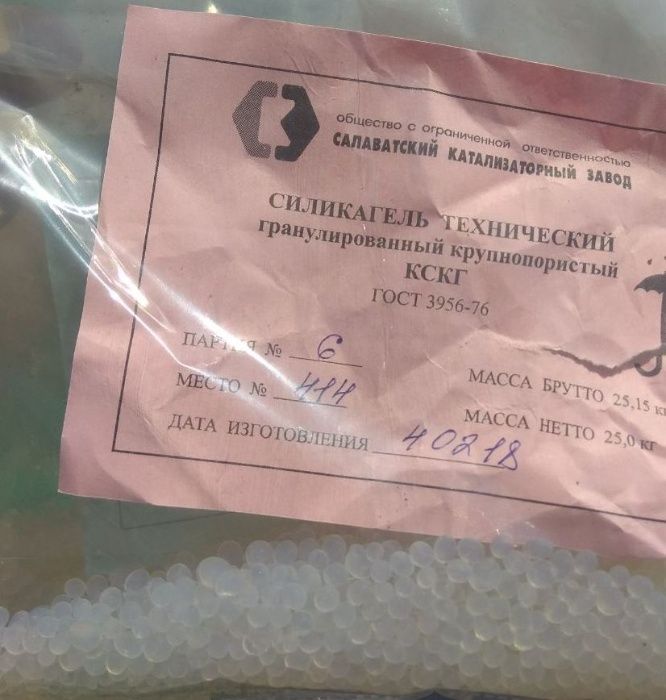 общество с ограниченной ответственностью
САЛАВАТСКИЙ КАТАЛИЗАТОРНЫЙ ЗАВОД
СИЛИКАГЕЛЬ ТЕХНИЧЕСКИЙ
гранулированный крупнопористый
КСКГ
ГОСТ 3956-76
ПАРТИЯ № 6
МЕСТО № 414
МАССА БРУТТО 25,15 кг
ДАТА ИЗГОТОВЛЕНИЯ 40218
МАССА НЕТТО 25,0 кг